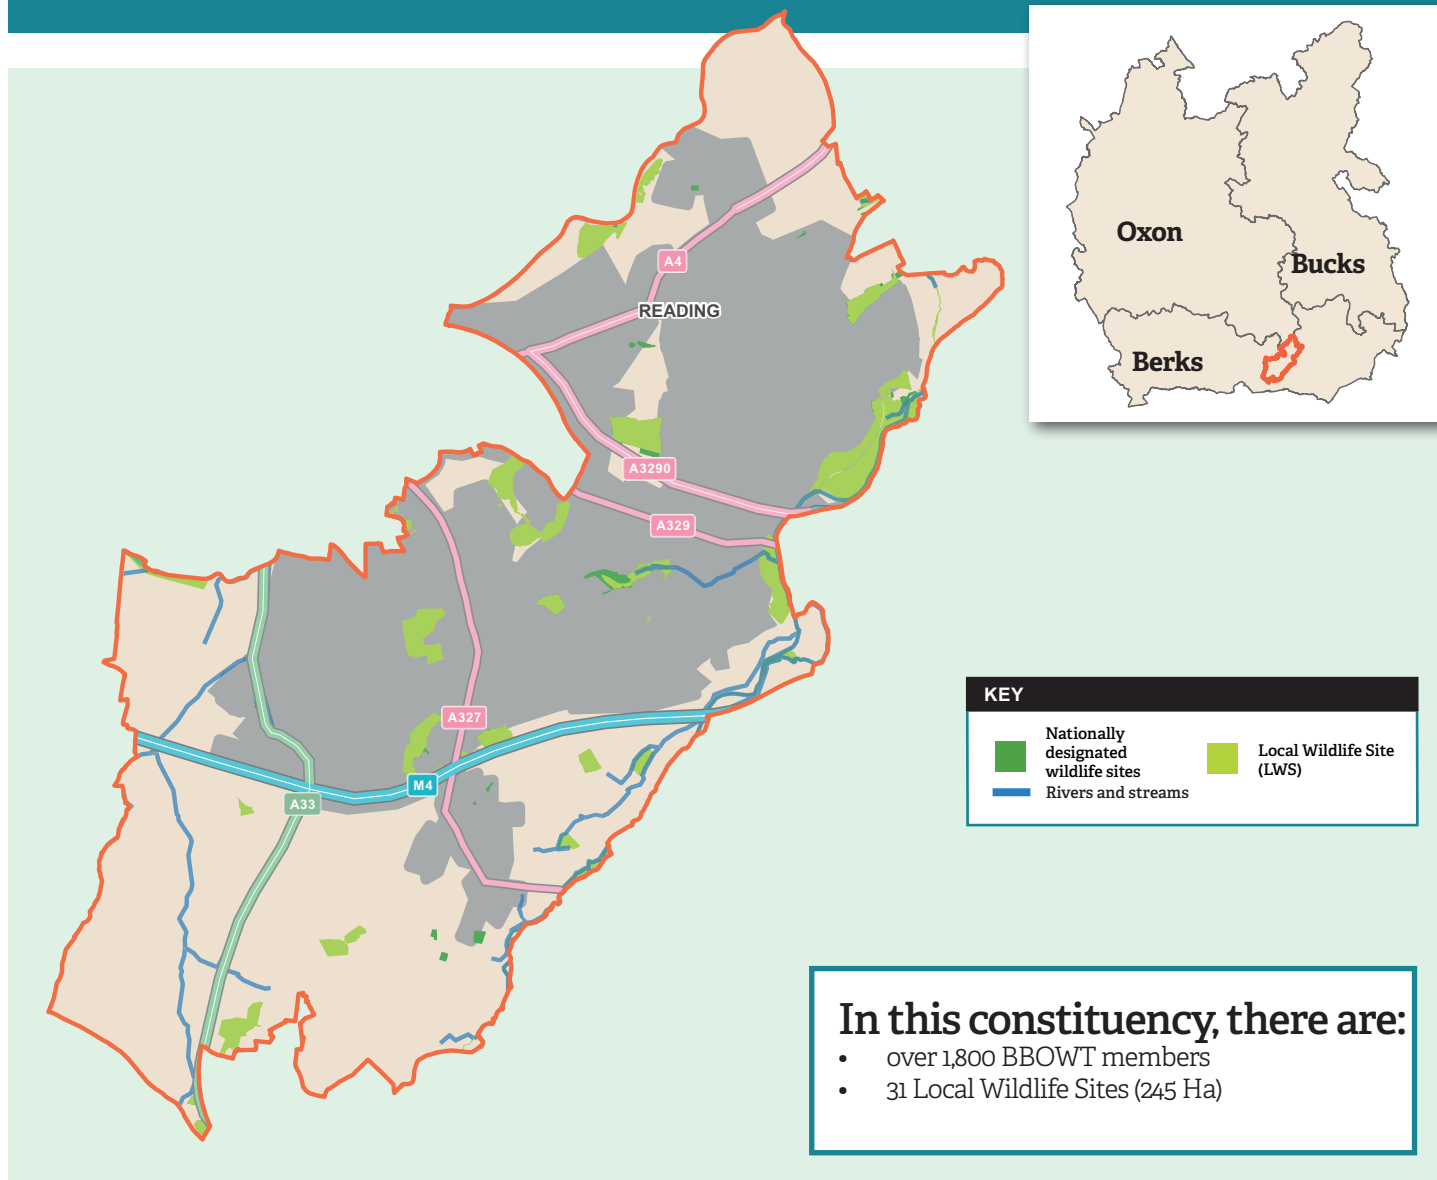 Oxon
Bucks
Berks
A4
READING
A3290
A329
A327
M4
A33
KEY
Nationally
designated
wildlife sites
Local Wildlife Site
(LWS)
Rivers and streams
In this constituency, there are:
• over 1,800 BBOWT members
• 31 Local Wildlife Sites (245 Ha)